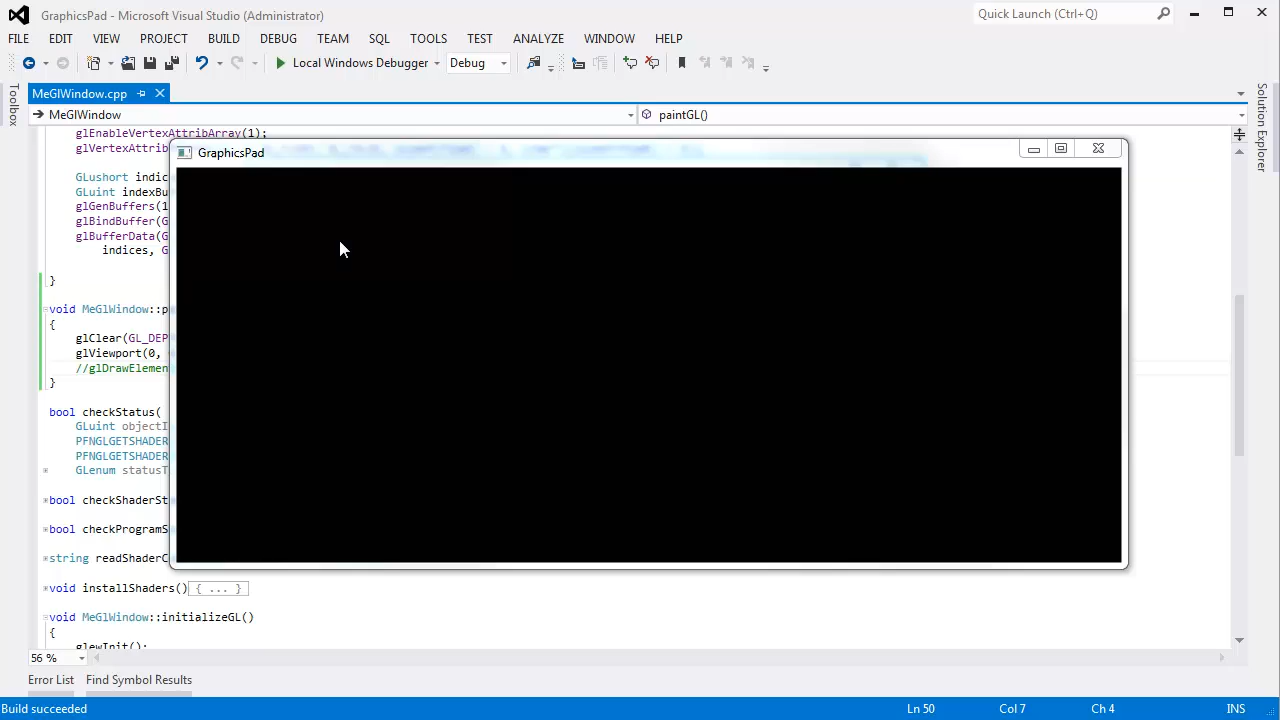 GraphicsPad - Microsoft Visual Studio (Administrator)
Quick Launch (Ctrl+Q)
FILE EDIT VIEW PROJECT BUILD DEBUG TEAM SQL TOOLS TEST ANALYZE WINDOW HELP
Local Windows Debugger Debug
Toolbox
MeGlWindow.cpp
Solution Explorer
MeGlWindow paintGL()
glEnableVertexAttribArray(1);
glVertexAttrib
GraphicsPad
GLushort indic
GLuint indexBu
glGenBuffers(1
glBindBuffer(G
glBufferData(G
indices, G
}
void MeGlWindow::p
{
glClear(GL_DEP
glViewport(0,
//glDrawElemen
}
bool checkStatus(
GLuint objectI
PFNGLGETSHADER
PFNGLGETSHADER
GLenum statusT
bool checkShaderSt
bool checkProgramS
string readShaderC
void installShaders(){ ... }
void MeGlWindow::initializeGL()
{
glewInit();
56 %
Error List Find Symbol Results
Build succeeded Ln 50 Col 7 Ch 4 INS